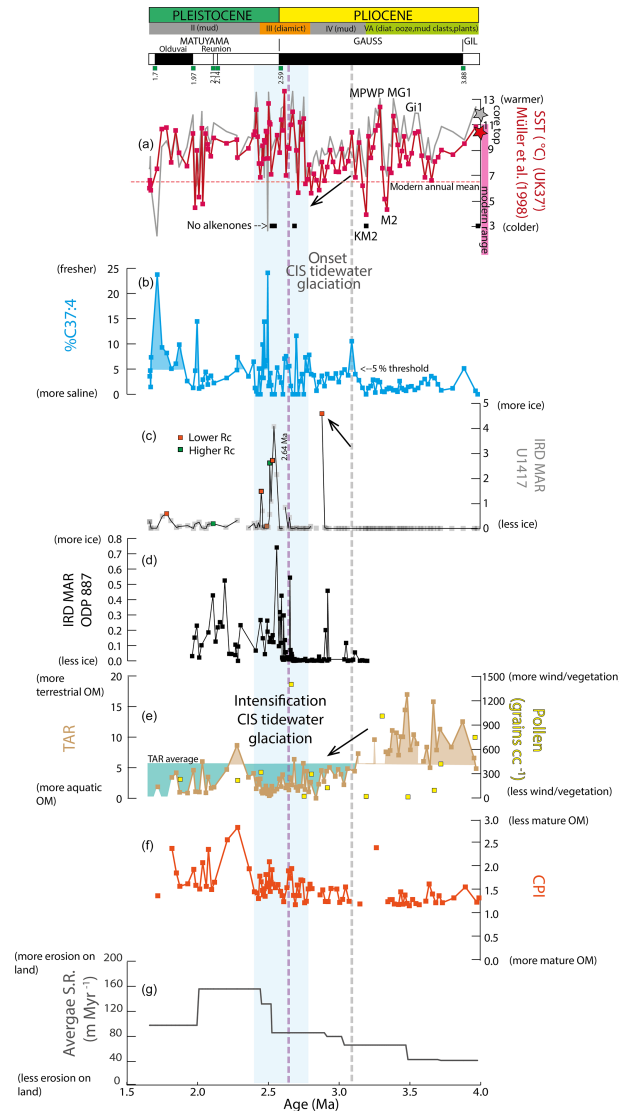 PLEISTOCENE PLIOCENE
II (mud) III (diamict) IV (mud) VA (diat. ooze,mud clasts,plants)
MATUYAMA GAUSS GIL
Olduvai Reunion
1.7 1.97 2.11 2.14 2.59 3.88
MPWP MG1
Gi1
13 (warmer)
11
9
7
5
3 (colder)
core top
modern range
SST (°C) (UK37')
Müller et al. (1998)
(a)
Modern annual mean
No alkenones -->
M2
KM2
Onset
CIS tidewater
glaciation
(fresher) 25
20
15
10
5
(more saline) 0
%C37:4
(b)
<--5 % threshold
5 (more ice)
4
3
2
1
0 (less ice)
IRD MAR
U1417
(c)
Lower Rc
Higher Rc
2.64 Ma
(more ice) 0.8
0.7
0.6
0.5
0.4
0.3
0.2
0.1
(less ice) 0.0
IRD MAR
ODP 887
(d)
(more
terrestrial OM)
20
15
10
5
0
(more aquatic
OM)
TAR
(e)
Intensification
CIS tidewater
glaciation
TAR average
1500 (more wind/vegetation)
1200
900
600
300
0 (less wind/vegetation)
Pollen
(grains cc -1)
(f)
3.0 (less mature OM)
2.5
2.0
1.5
1.0
0.5
0.0 (more mature OM)
CPI
(more erosion on
land)
200
160
120
80
40
0
(less erosion on
land)
Avergae S.R.
(m Myr -1)
(g)
1.5 2.0 2.5 3.0 3.5 4.0
Age (Ma)